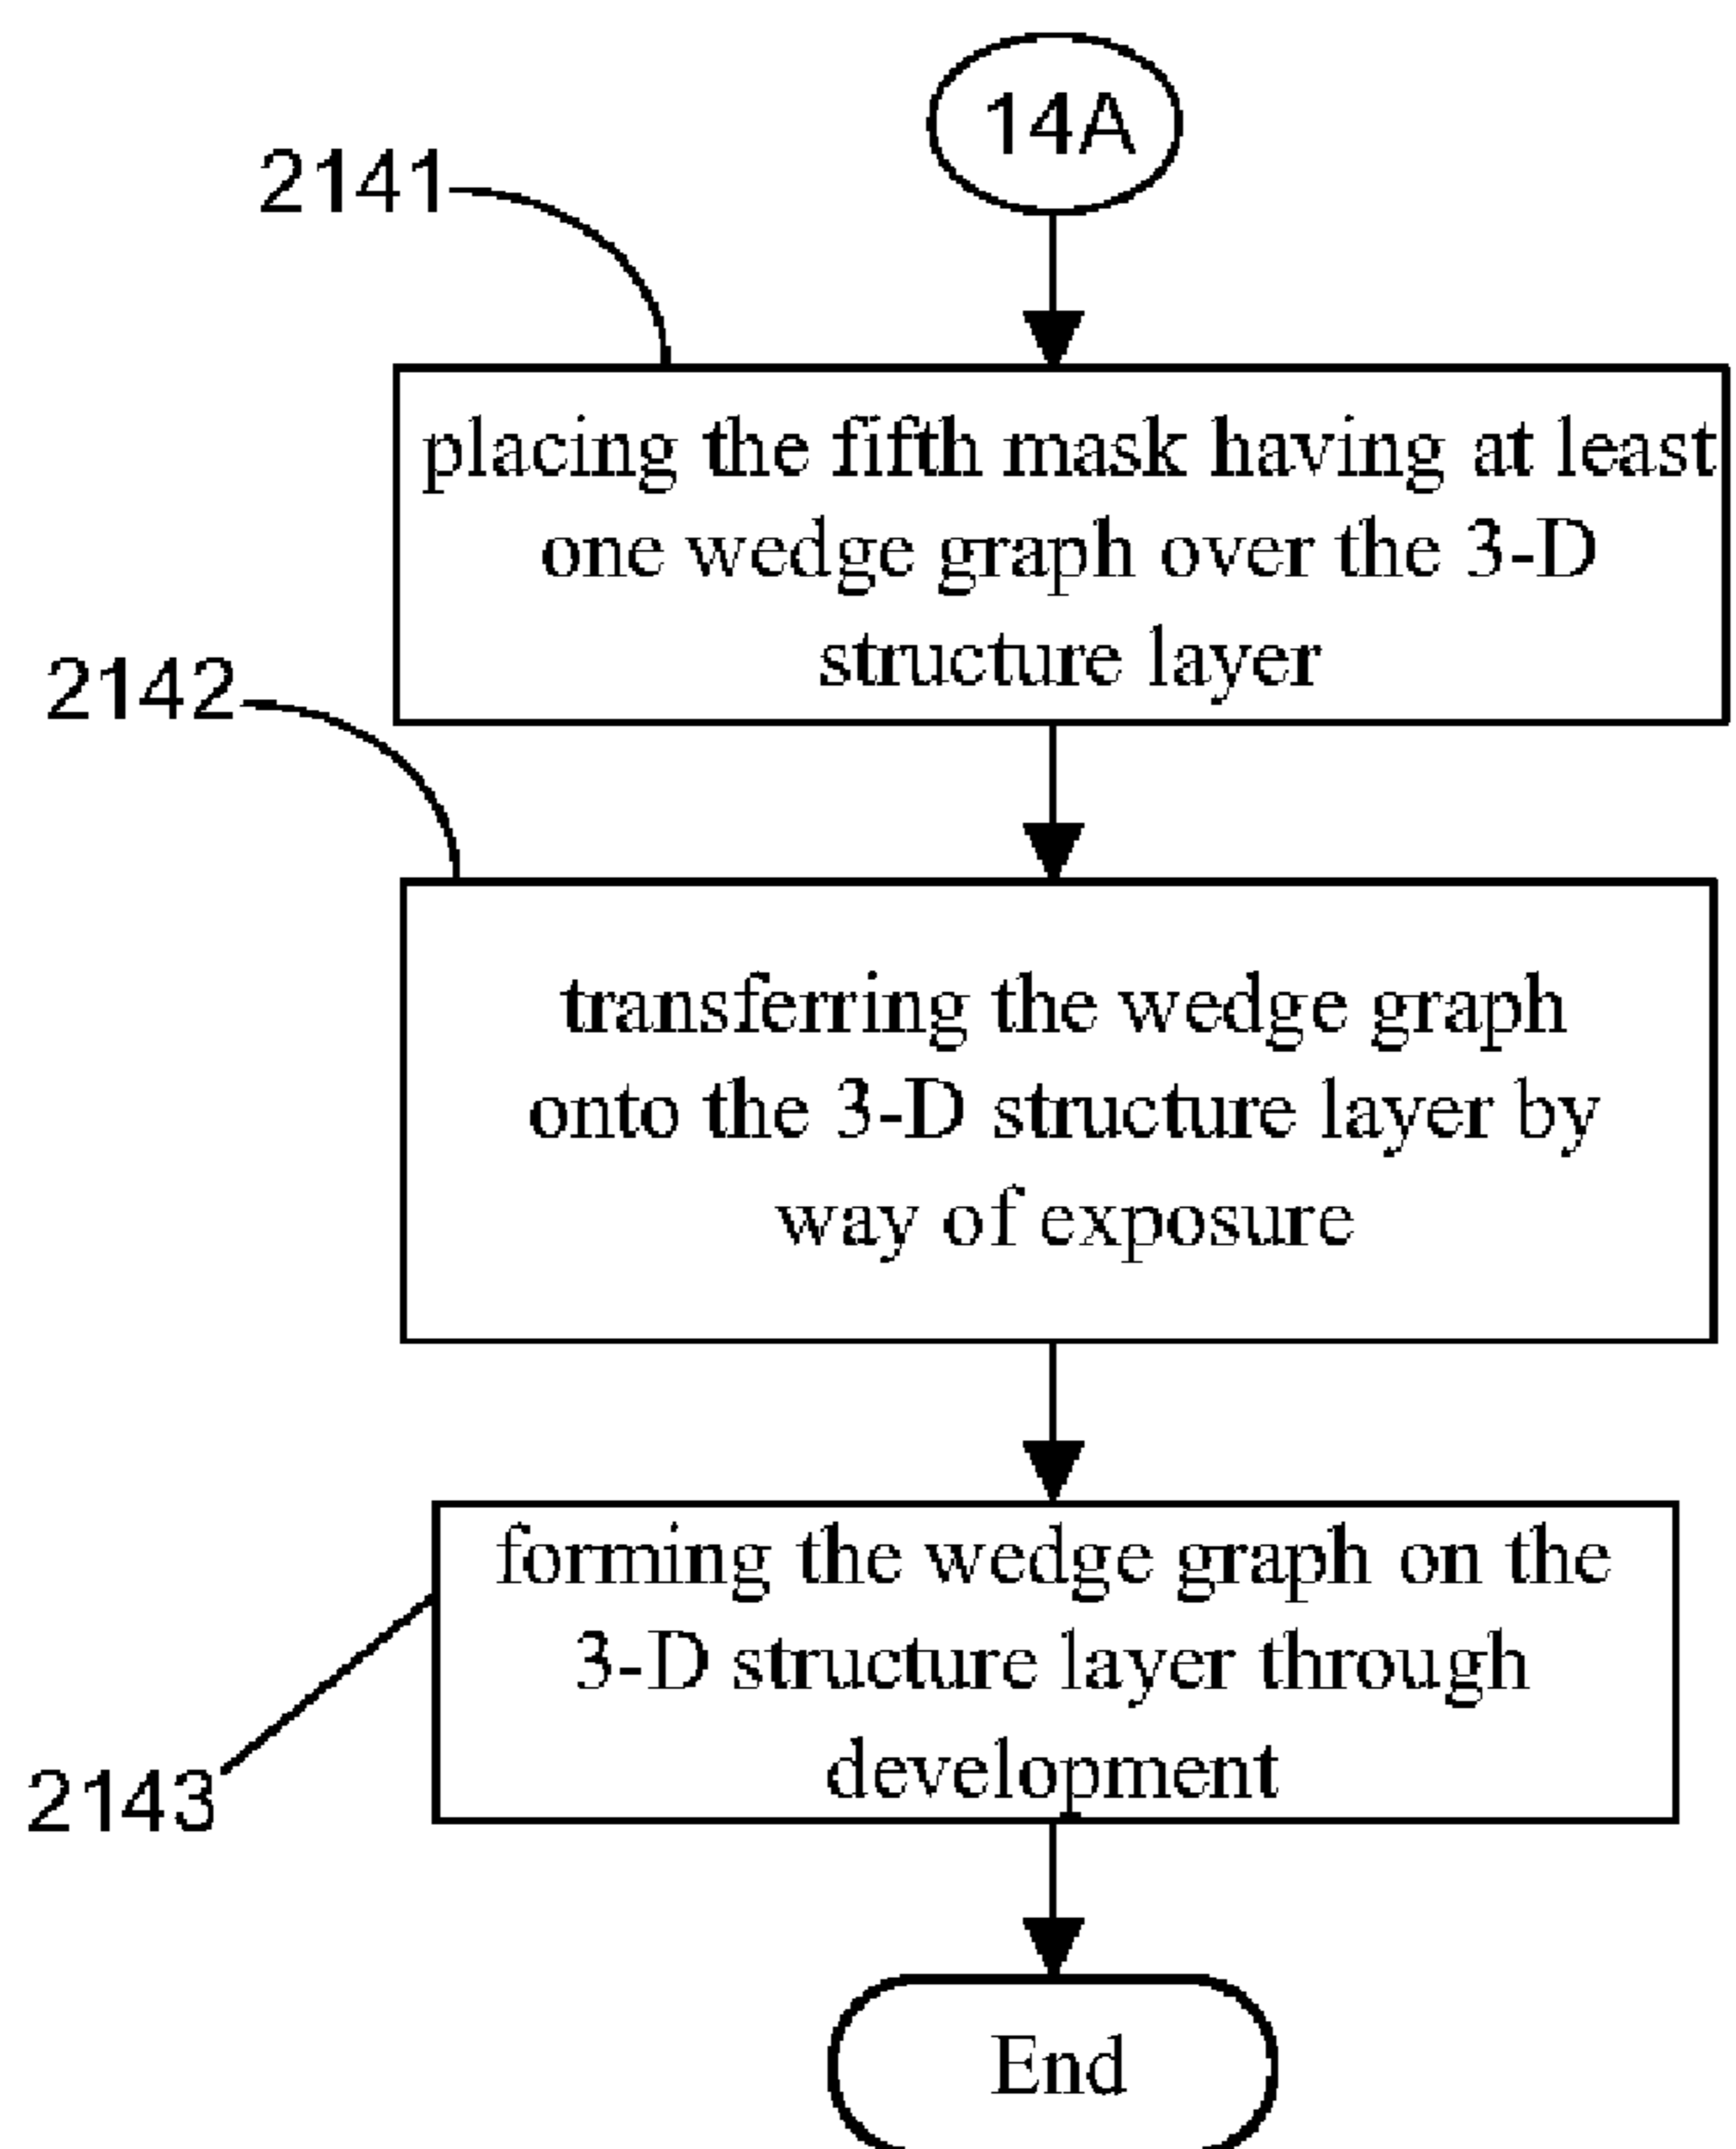 14A
2141
placing the fifth mask having at least
one wedge graph over the 3-D
structure layer
2142
transferring the wedge graph
onto the 3-D structure layer by
way of exposure
forming the wedge graph on the
3-D structure layer through
development
2143
End